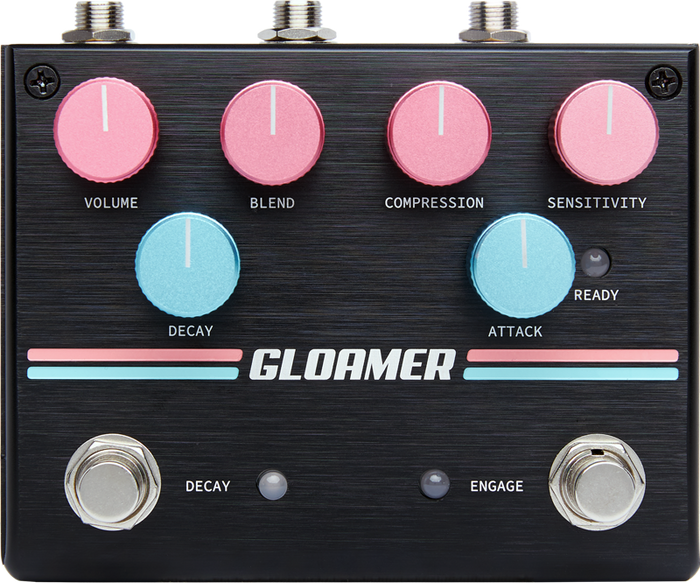 VOLUME BLEND COMPRESSION SENSITIVITY
READY
DECAY ATTACK
GLOAMER
DECAY ENGAGE